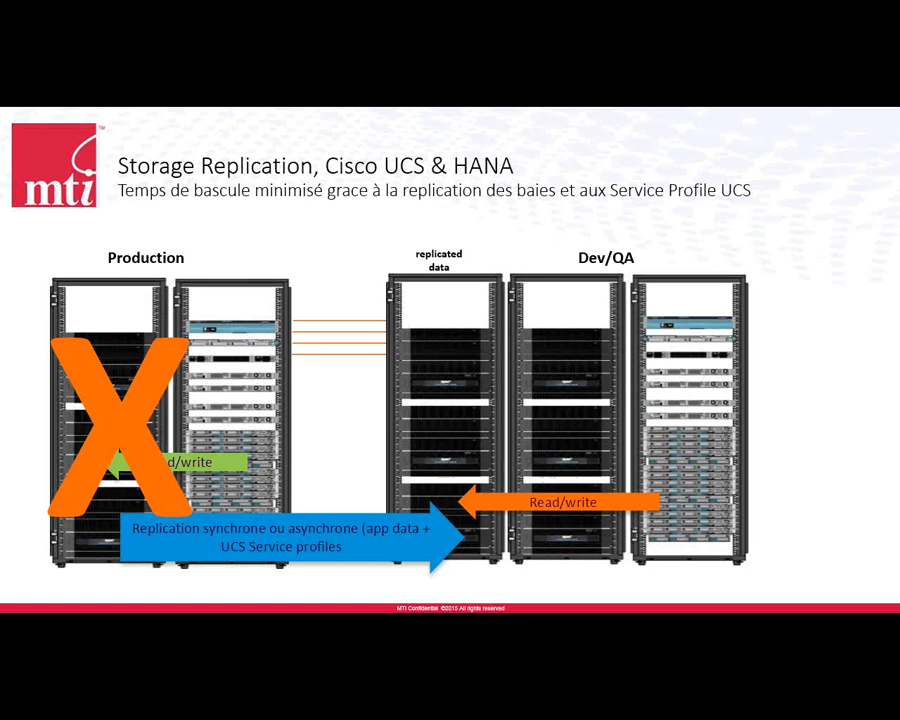 mti
TM
Storage Replication, Cisco UCS & HANA
Temps de bascule minimisé grace à la replication des baies et aux Service Profile UCS
Production
replicated
data
Dev/QA
d/write
Read/write
Replication synchrone ou asynchrone (app data +
UCS Service profiles
MTI Confidential ©2015 All rights reserved